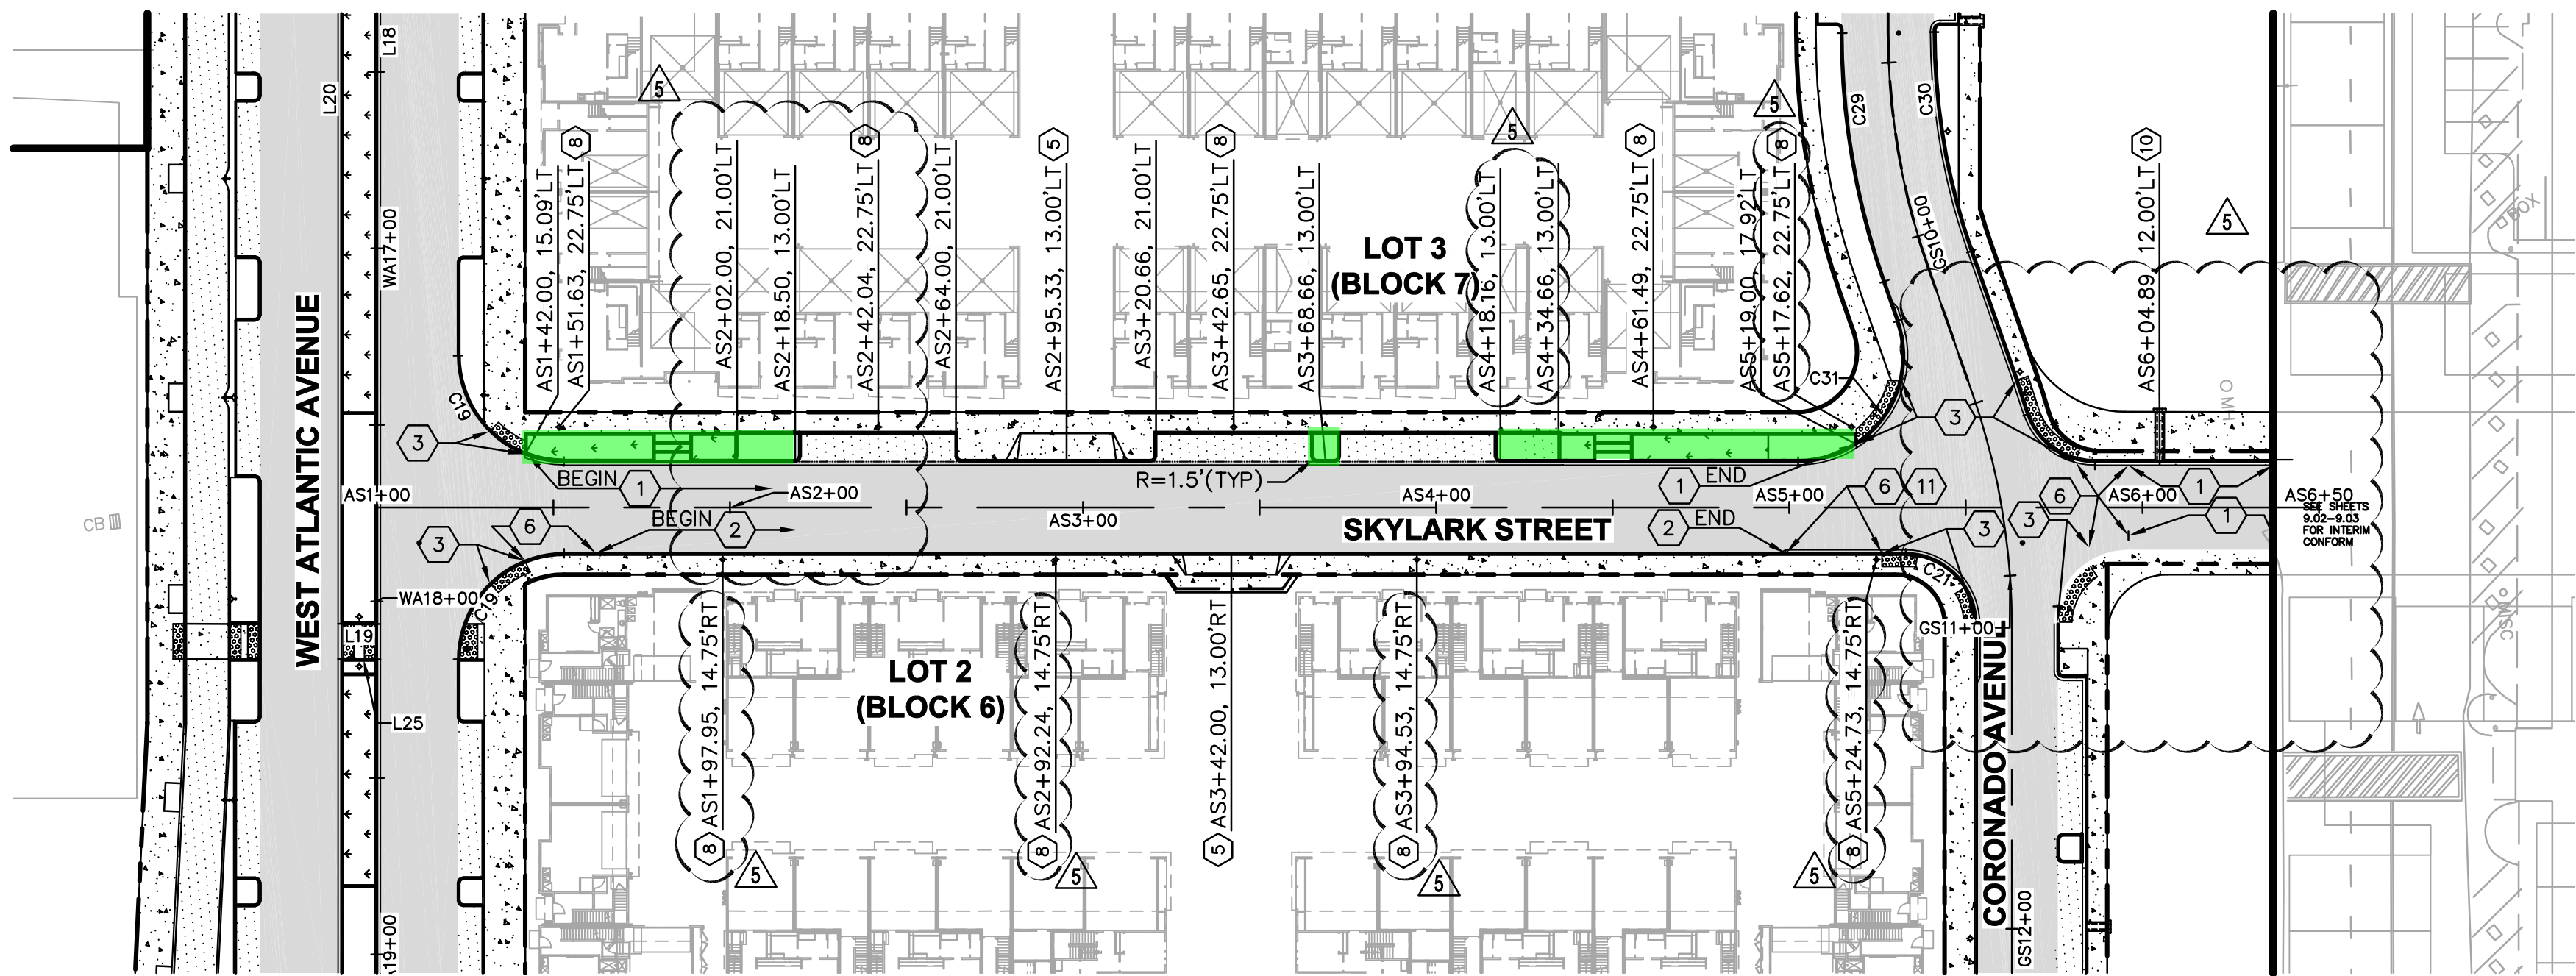 L18
L20
WA17+00
WEST ATLANTIC AVENUE
C19
3
AS1+00
CB
3
6
WA18+00
C19
L19
L25
5
8
AS1+42.00, 15.09'LT
AS1+51.63, 22.75'LT
AS2+02.00, 21.00'LT
AS2+18.50, 13.00'LT
8
AS2+42.04, 22.75'LT
AS2+64.00, 21.00'LT
5
AS2+95.33, 13.00'LT
AS3+20.66, 21.00'LT
8
AS3+42.65, 22.75'LT
AS3+68.66, 13.00'LT
LOT 3
(BLOCK 7)
5
AS4+18.16, 13.00'LT
AS4+34.66, 13.00'LT
8
AS4+61.49, 22.75'LT
5
8
AS5+19.00, 17.92'LT
AS5+17.62, 22.75'LT
C31
C29
C30
GS10+00
10
AS6+04.89, 12.00'LT
5
BOX
MH
3
BEGIN 1
AS2+00
BEGIN 2
AS3+00
R=1.5'(TYP)
AS4+00
SKYLARK STREET
1 END
AS5+00
2 END
6 11
3
3
6
AS6+00
1
1
AS6+50
SEE SHEETS
9.02-9.03
FOR INTERIM
CONFORM
C21
GS11+00
MSC
CORONADO AVENUE
GS12+00
AS1+97.95, 14.75'RT
8
5
LOT 2
(BLOCK 6)
AS2+92.24, 14.75'RT
8
5
AS3+42.00, 13.00'RT
5
AS3+94.53, 14.75'RT
8
5
AS5+24.73, 14.75'RT
8
5
19+00